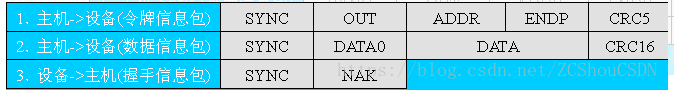 1. 主机->设备(令牌信息包) SYNC OUT ADDR ENDP CRC5
2. 主机->设备(数据信息包) SYNC DATA0 DATA CRC16
3. 设备->主机(握手信息包) SYNC NAK
https://blog.csdn.net/ZCShouCSDN